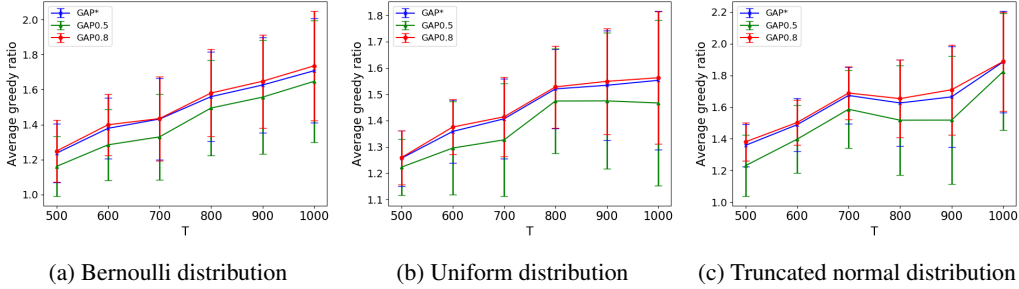 GAP*
GAP0.5
GAP0.8
Average greedy ratio
2.0
1.8
1.6
1.4
1.2
1.0
500 600 700 800 900 1000
T
(a) Bernoulli distribution
GAP*
GAP0.5
GAP0.8
Average greedy ratio
1.8
1.7
1.6
1.5
1.4
1.3
1.2
1.1
500 600 700 800 900 1000
T
(b) Uniform distribution
GAP*
GAP0.5
GAP0.8
Average greedy ratio
2.2
2.0
1.8
1.6
1.4
1.2
1.0
500 600 700 800 900 1000
T
(c) Truncated normal distribution